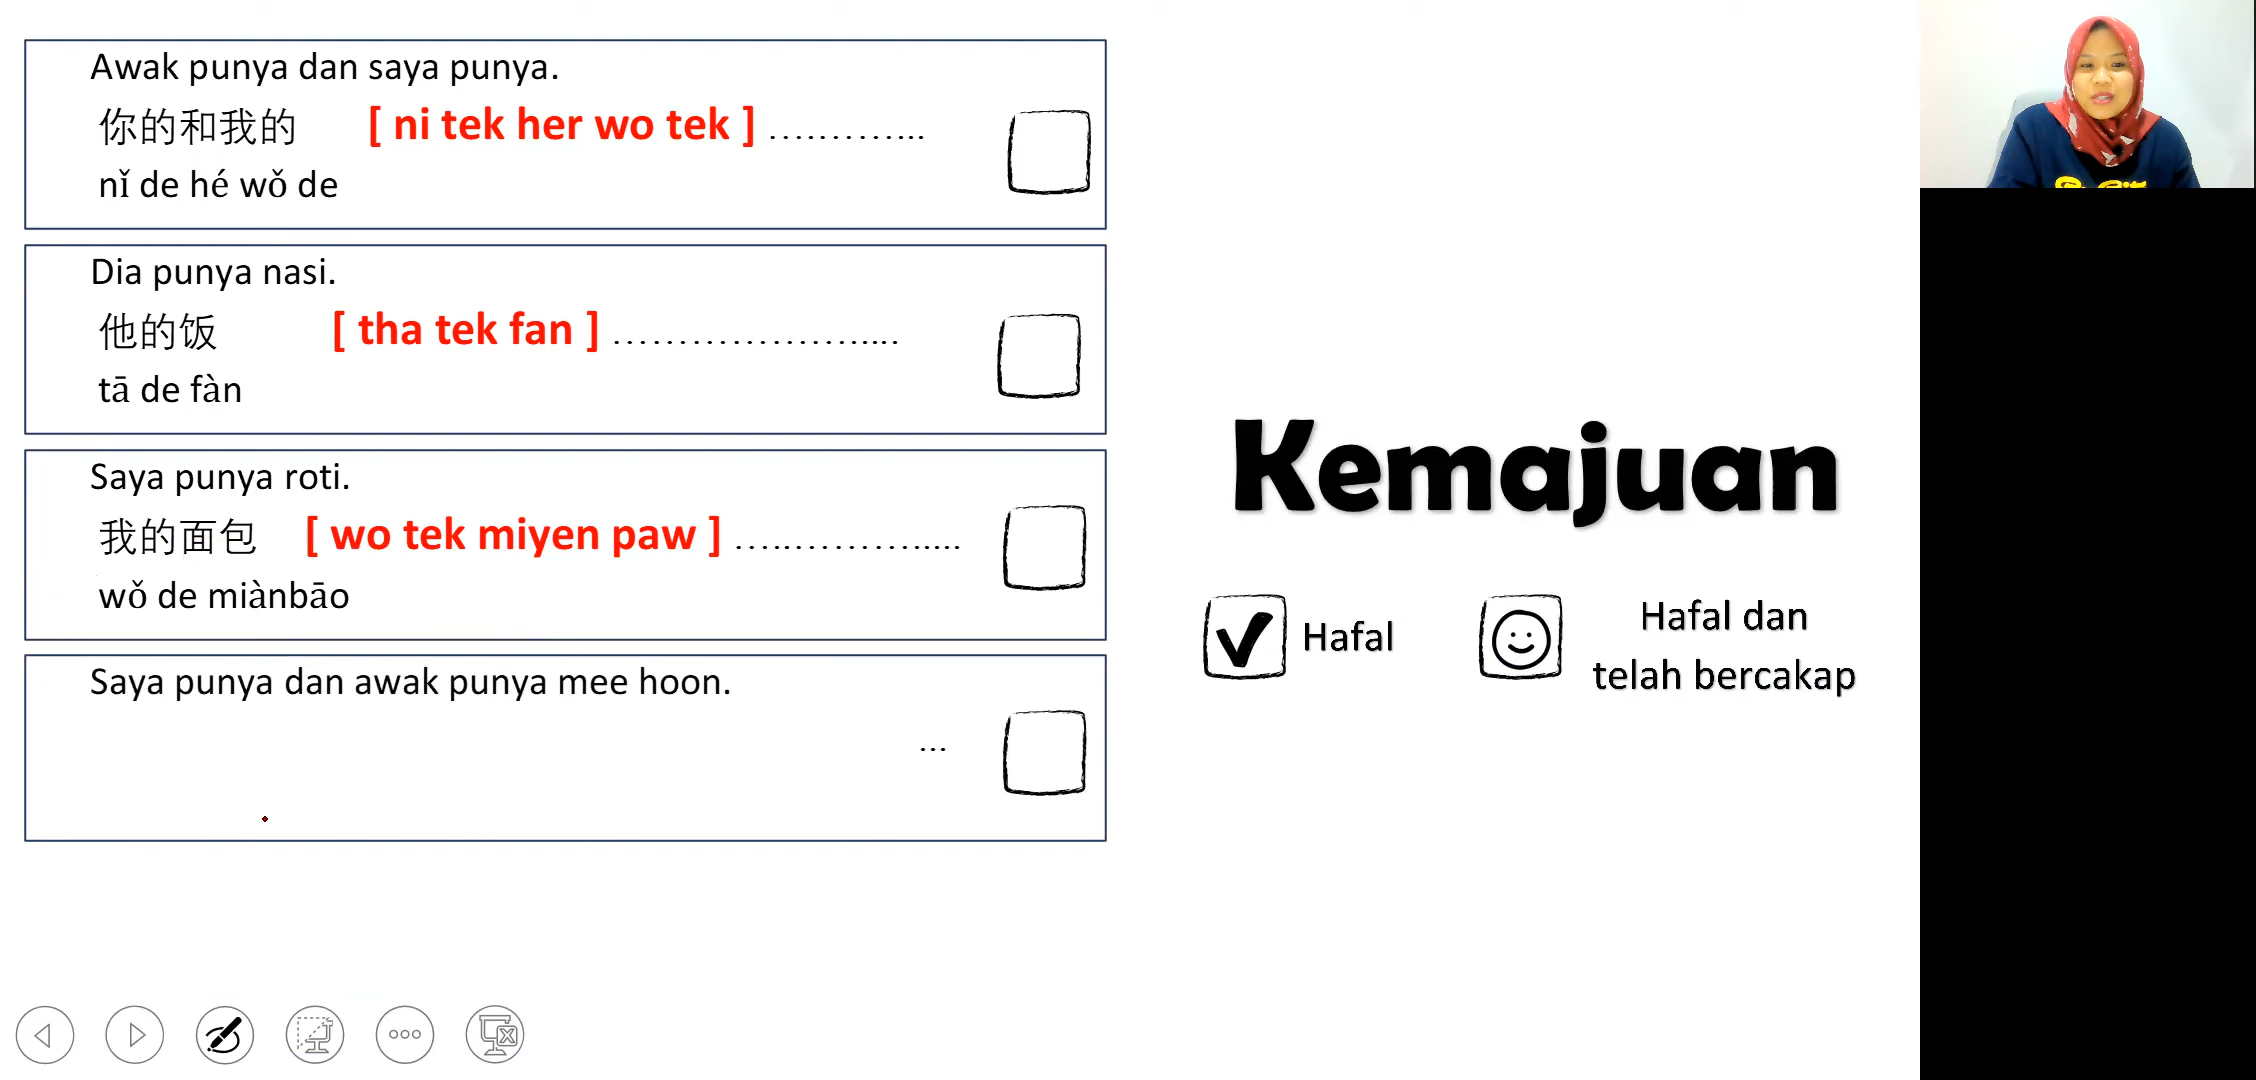 Awak punya dan saya punya.
你的和我的 [ ni tek her wo tek ] ..............
nǐ de hé wǒ de
Dia punya nasi.
他的饭 [ tha tek fan ] ........................
tā de fàn
Saya punya roti.
我的面包 [ wo tek miyen paw ] ....................
wǒ de miànbāo
Saya punya dan awak punya mee hoon.
...
Kemajuan
Hafal
Hafal dan
telah bercakap